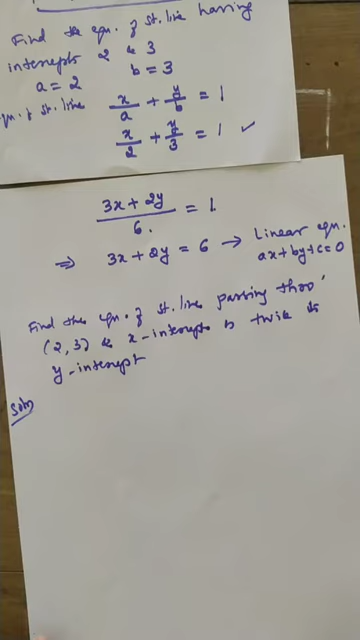 Find the eqn. of st. line having
intercepts 2 & 3
a = 2 b = 3
eqn. of st. line x/a + y/b = 1
x/2 + y/3 = 1 ✓
(3x + 2y)/6. = 1.
⇒ 3x + 2y = 6 → Linear eqn.
ax + by + c = 0
Find the eqn. of st. line passing thro'
(2, 3) & x-intercept is twice its
y-intercept
Soln